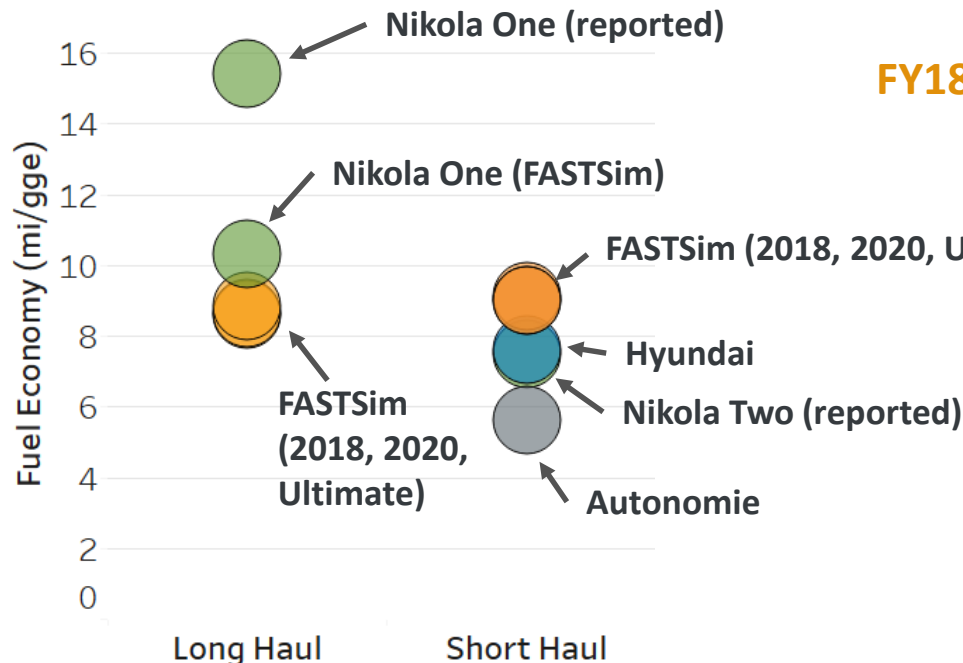 Nikola One (reported)
FY18
16
14
Nikola One (FASTSim)
12
10
FASTSim (2018, 2020, U
8
Hyundai
6
FASTSim
(2018, 2020,
Ultimate)
Nikola Two (reported)
4
Autonomie
2
0
Fuel Economy (mi/gge)
Long Haul
Short Haul